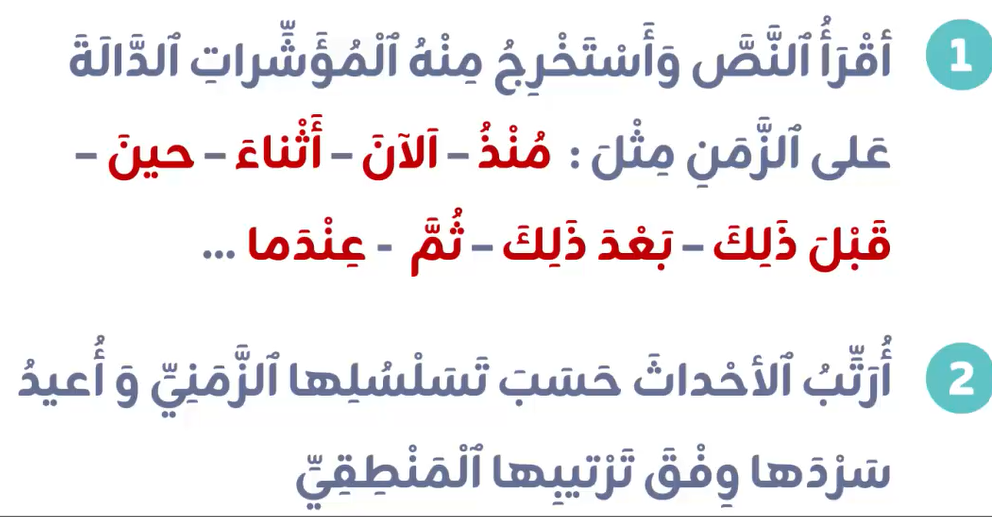 1 أَقْرَأُ ٱلنَّصَّ وَأَسْتَخْرِجُ مِنْهُ ٱلْمُؤَشِّراتِ ٱلدَّالَةَ
عَلى ٱلزَّمَنِ مِثْلَ : مُنْذُ – اَلآنَ – أَثْناءَ – حينَ –
قَبْلَ ذَلِكَ – بَعْدَ ذَلِكَ – ثُمَّ - عِنْدَما ...
2 أُرَتِّبُ ٱلأَحْداثَ حَسَبَ تَسَلْسُلِها ٱلزَّمَنِيِّ وَ أُعيدُ
سَرْدَها وِفْقَ تَرْتيبِها ٱلْمَنْطِقِيِّ